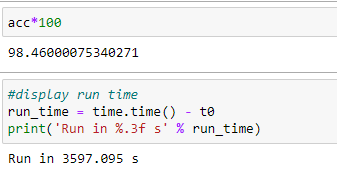 acc*100
98.46000075340271
#display run time
run_time = time.time() - t0
print('Run in %.3f s' % run_time)
Run in 3597.095 s